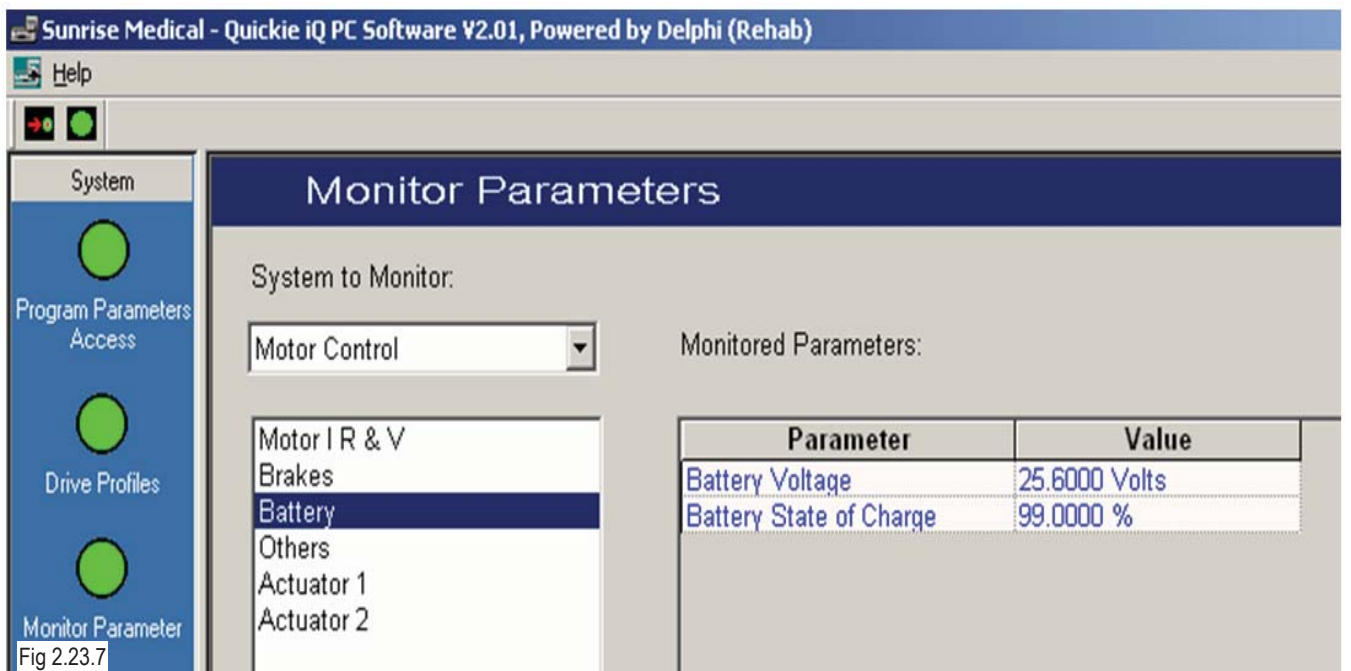 Sunrise Medical - Quickie iQ PC Software V2.01, Powered by Delphi (Rehab)
Help
System
Monitor Parameters
Program Parameters
Access
System to Monitor:
Motor Control
Monitored Parameters:
Drive Profiles
Motor I R & V
Brakes
Battery
Others
Actuator 1
Actuator 2
Parameter Value
Battery Voltage 25.6000 Volts
Battery State of Charge 99.0000 %
Monitor Parameter
Fig 2.23.7